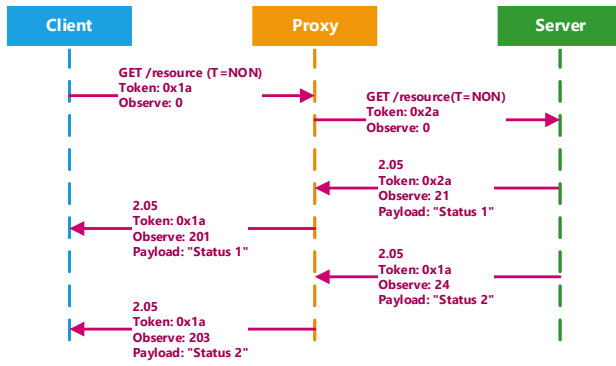 Client
Proxy
Server
GET /resource (T=NON)
Token: 0x1a
Observe: 0
GET /resource(T=NON)
Token: 0x2a
Observe: 0
2.05
Token: 0x2a
Observe: 21
Payload: "Status 1"
2.05
Token: 0x1a
Observe: 201
Payload: "Status 1"
2.05
Token: 0x1a
Observe: 24
Payload: "Status 2"
2.05
Token: 0x1a
Observe: 203
Payload: "Status 2"